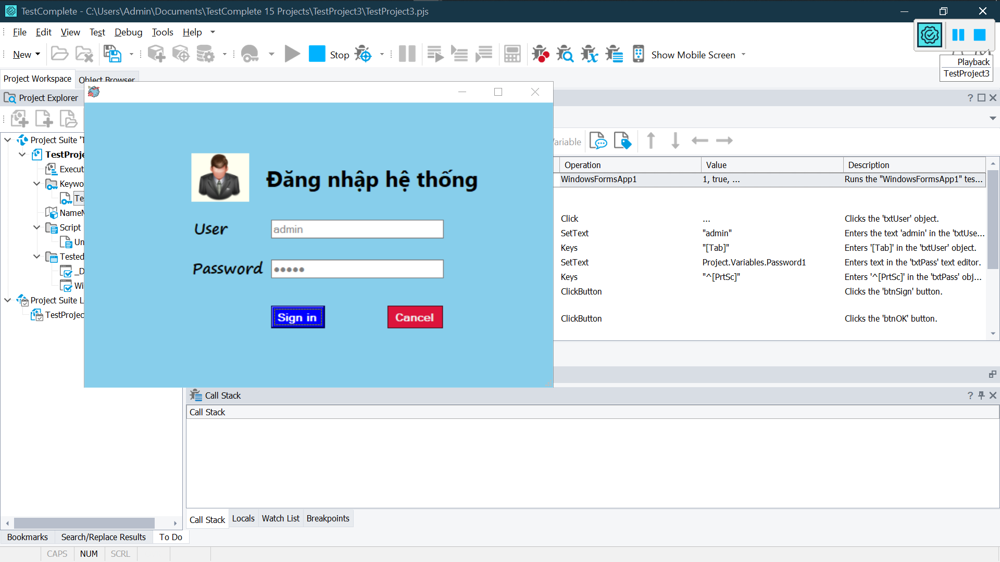 TestComplete - C:\Users\Admin\Documents\TestComplete 15 Projects\TestProject3\TestProject3.pjs
File Edit View Test Debug Tools Help
New Stop Show Mobile Screen
Playback
TestProject3
Project Workspace Object Browser
Project Explorer
Project Suite 'T
TestProje
Execut
Keywo
Te
NameM
Script
Un
Tested
_D
Wi
Project Suite L
TestProjec
Đăng nhập hệ thống
User admin
Password •••••
Sign in Cancel
Variable
Operation Value Description
WindowsFormsApp1 1, true, ... Runs the "WindowsFormsApp1" tes...
Click ... Clicks the 'txtUser' object.
SetText "admin" Enters the text 'admin' in the 'txtUse...
Keys "[Tab]" Enters '[Tab]' in the 'txtUser' object.
SetText Project.Variables.Password1 Enters text in the 'txtPass' text editor.
Keys "^[PrtSc]" Enters '^[PrtSc]' in the 'txtPass' obj...
ClickButton Clicks the 'btnSign' button.
ClickButton Clicks the 'btnOK' button.
Call Stack
Call Stack
Call Stack Locals Watch List Breakpoints
Bookmarks Search/Replace Results To Do
CAPS NUM SCRL